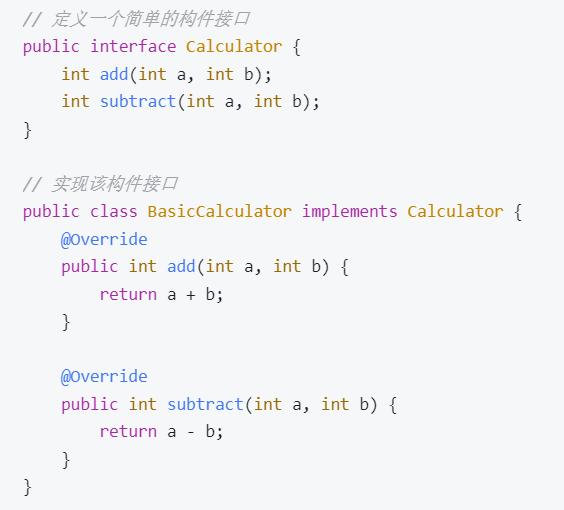 // 定义一个简单的构件接口
public interface Calculator {
    int add(int a, int b);
    int subtract(int a, int b);
}

// 实现该构件接口
public class BasicCalculator implements Calculator {
    @Override
    public int add(int a, int b) {
        return a + b;
    }

    @Override
    public int subtract(int a, int b) {
        return a - b;
    }
}